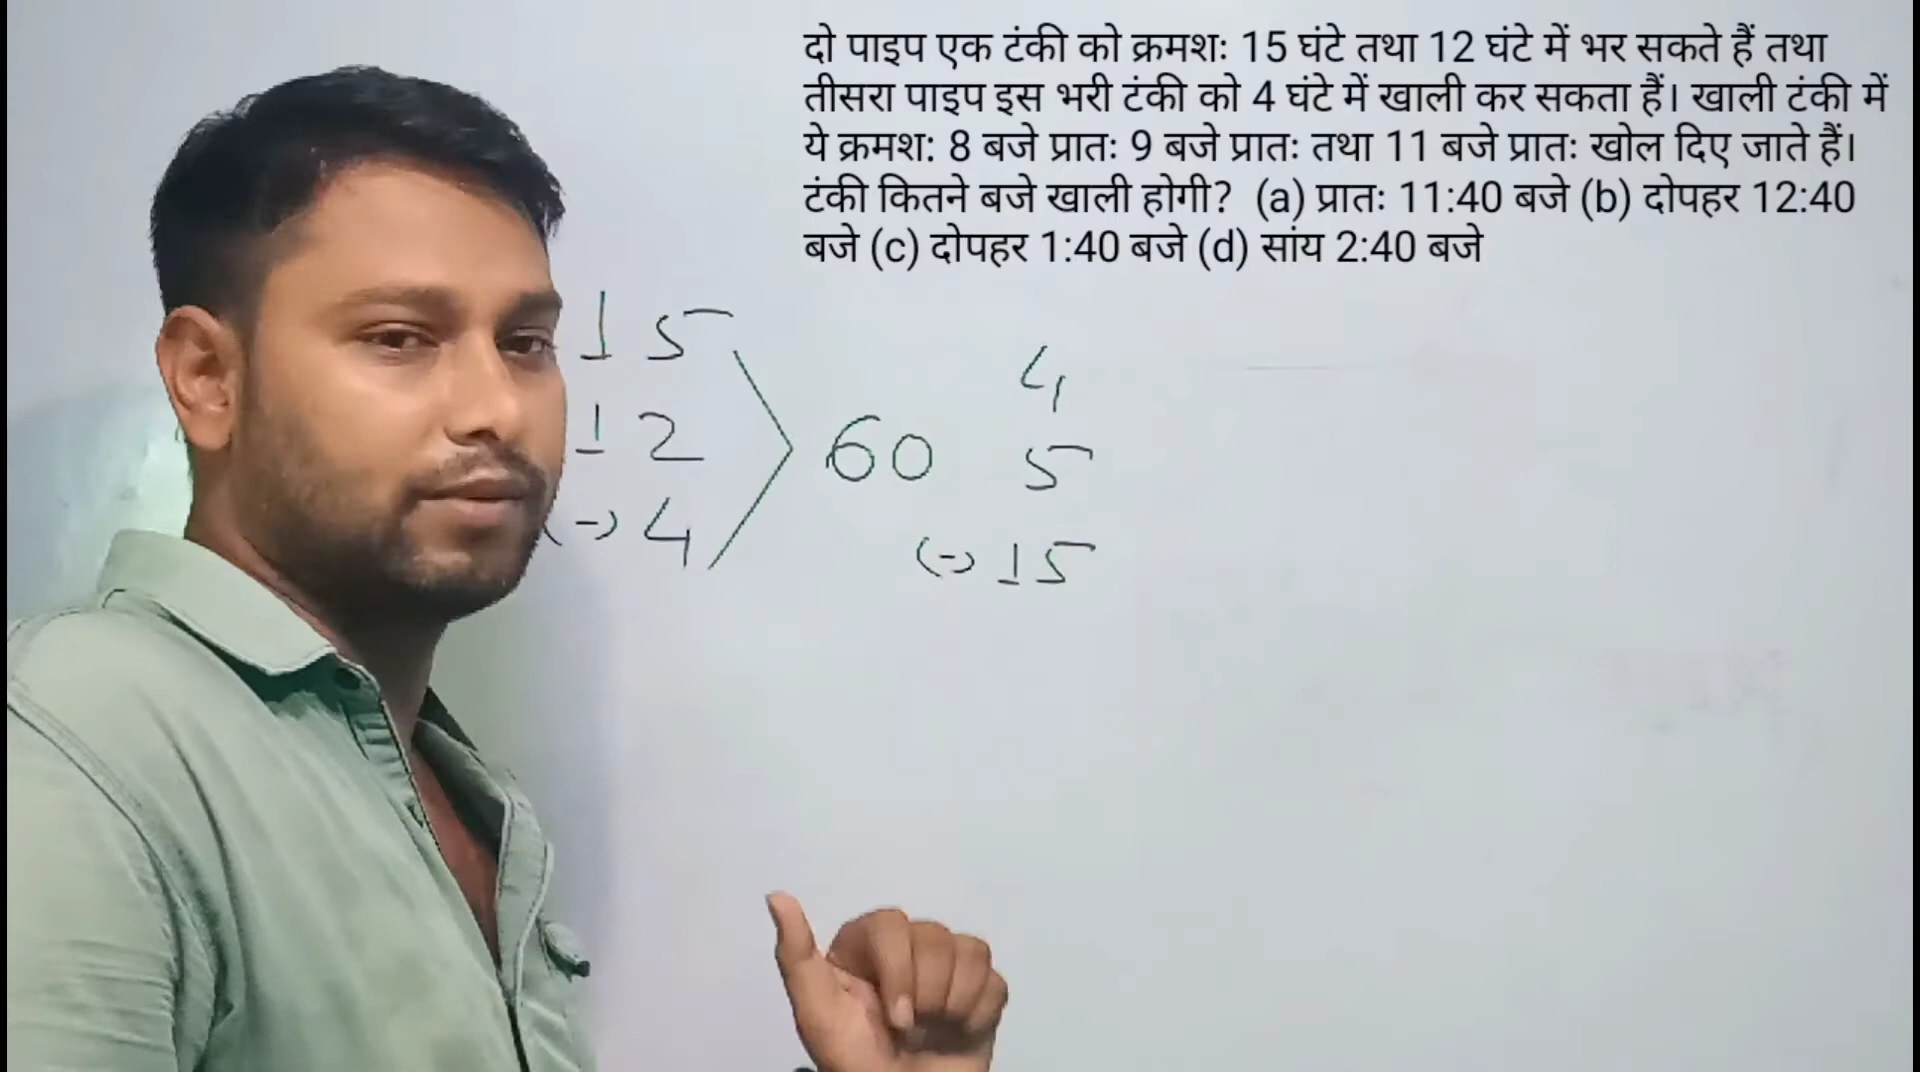 दो पाइप एक टंकी को क्रमशः 15 घंटे तथा 12 घंटे में भर सकते हैं तथा
तीसरा पाइप इस भरी टंकी को 4 घंटे में खाली कर सकता हैं। खाली टंकी में
ये क्रमश: 8 बजे प्रातः 9 बजे प्रातः तथा 11 बजे प्रातः खोल दिए जाते हैं।
टंकी कितने बजे खाली होगी? (a) प्रातः 11:40 बजे (b) दोपहर 12:40
बजे (c) दोपहर 1:40 बजे (d) सांय 2:40 बजे
15
4
12
60
5
(-) 4
(-) 15